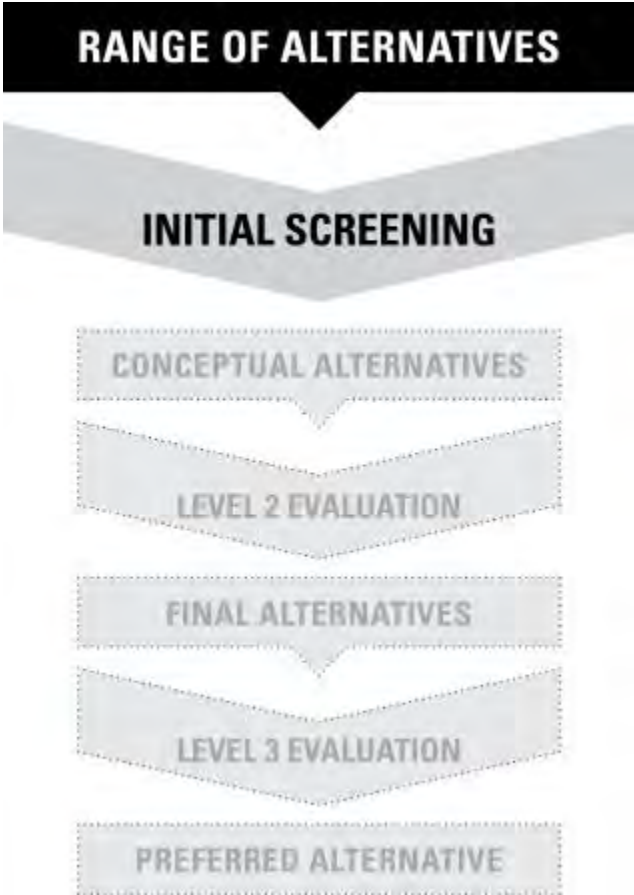 RANGE OF ALTERNATIVES
INITIAL SCREENING
CONCEPTUAL ALTERNATIVES
LEVEL 2 EVALUATION
FINAL ALTERNATIVES
LEVEL 3 EVALUATION
PREFERRED ALTERNATIVE